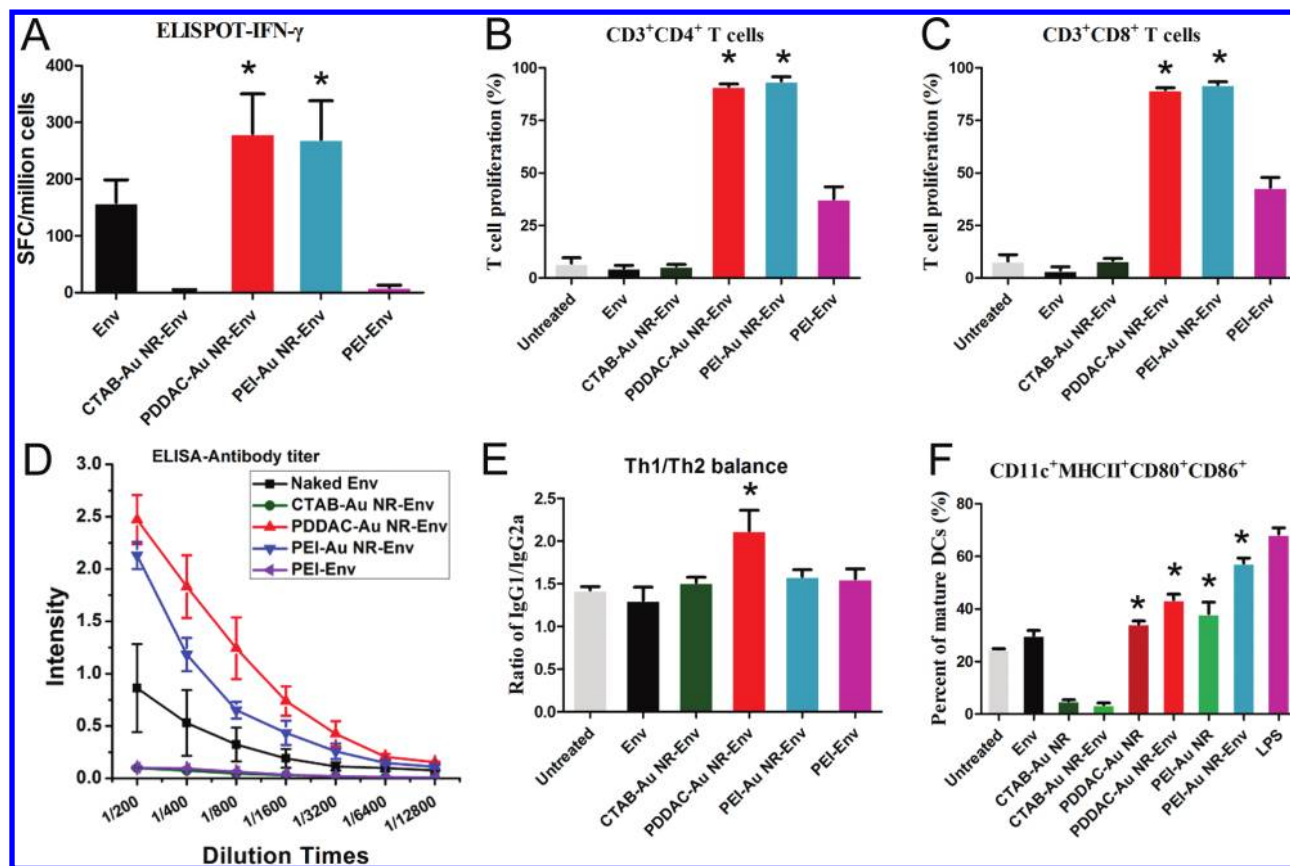 A
ELISPOT-IFN-γ
SFC/million cells
400
300
200
100
0
*
*
Env
CTAB-Au NR-Env
PDDAC-Au NR-Env
PEI-Au NR-Env
PEI-Env
B
CD3+CD4+ T cells
T cell proliferation (%)
100
75
50
25
0
*
*
Untreated
Env
CTAB-Au NR-Env
PDDAC-Au NR-Env
PEI-Au NR-Env
PEI-Env
C
CD3+CD8+ T cells
T cell proliferation (%)
100
75
50
25
0
*
*
Untreated
Env
CTAB-Au NR-Env
PDDAC-Au NR-Env
PEI-Au NR-Env
PEI-Env
D
ELISA-Antibody titer
Naked Env
CTAB-Au NR-Env
PDDAC-Au NR-Env
PEI-Au NR-Env
PEI-Env
Intensity
3.0
2.5
2.0
1.5
1.0
0.5
0.0
1/200
1/400
1/800
1/1600
1/3200
1/6400
1/12800
Dilution Times
E
Th1/Th2 balance
Ratio of IgG1/IgG2a
2.5
2.0
1.5
1.0
0.5
0.0
*
Untreated
Env
CTAB-Au NR-Env
PDDAC-Au NR-Env
PEI-Au NR-Env
PEI-Env
F
CD11c+MHCII+CD80+CD86+
Percent of mature DCs (%)
80
60
40
20
0
*
*
*
*
Untreated
Env
CTAB-Au NR
CTAB-Au NR-Env
PDDAC-Au NR
PDDAC-Au NR-Env
PEI-Au NR
PEI-Au NR-Env
LPS